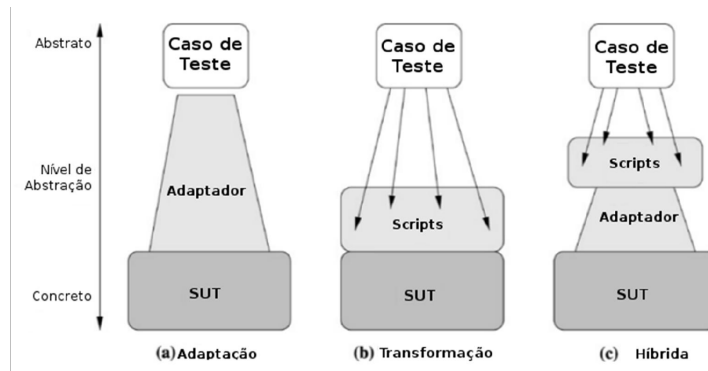 Abstrato
Nível de
Abstração
Concreto
Caso de
Teste
Adaptador
SUT
(a) Adaptação
Caso de
Teste
Scripts
SUT
(b) Transformação
Caso de
Teste
Scripts
Adaptador
SUT
(c) Híbrida